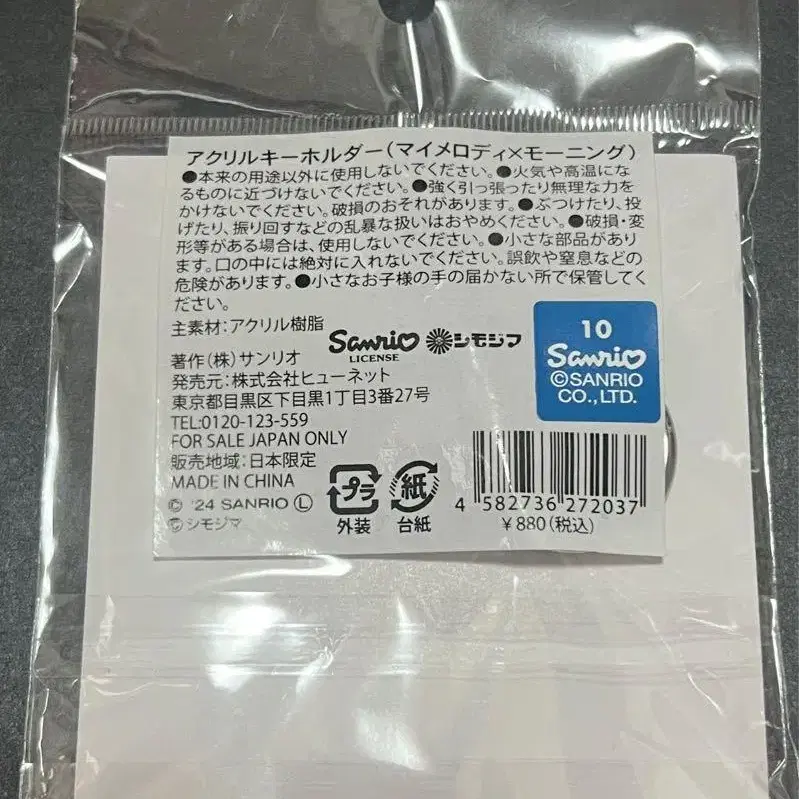 アクリルキーホルダー(マイメロディ×モーニング)
●本来の用途以外に使用しないでください。●火気や高温にな
るものに近づけないでください。●強く引っ張ったり無理な力を
かけないでください。破損のおそれがあります。●ぶつけたり、投
げたり、振り回すなどの乱暴な扱いはおやめください。●破損・変
形等がある場合は、使用しないでください。●小さな部品があり
ます。口の中には絶対に入れないでください。誤飲や窒息などの
危険があります。●小さなお子様の手の届かない所で保管してく
ださい。
主素材:アクリル樹脂
Sanrio
LICENSE
シモジマ
10
Sanrio
©SANRIO
CO.,LTD.
著作(株)サンリオ
発売元:株式会社ヒューネット
東京都目黒区下目黒1丁目3番27号
TEL:0120-123-559
FOR SALE JAPAN ONLY
販売地域:日本限定
MADE IN CHINA
© '24 SANRIO Ⓛ
©シモジマ
プラ
外装
紙
台紙
4 582736 272037
￥880(税込)